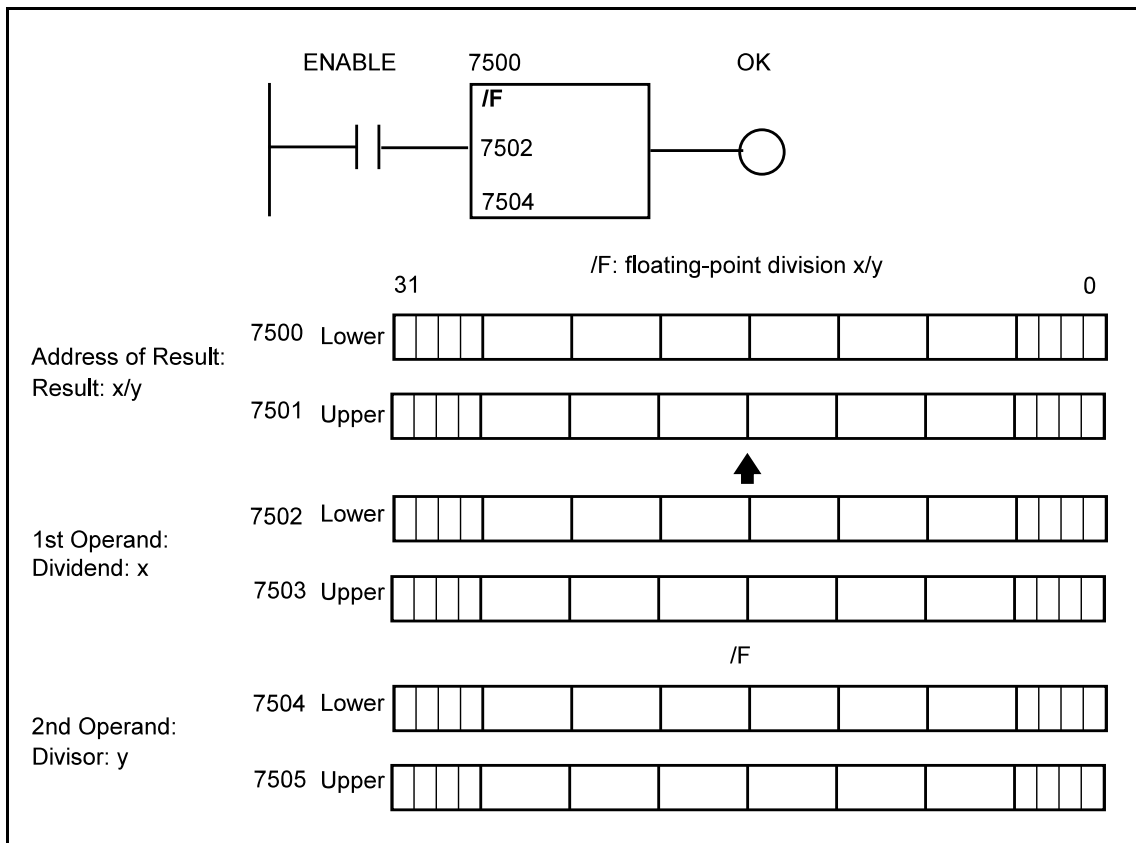 ENABLE 7500 OK
/F
7502
7504
/F: floating-point division x/y
31 0
7500 Lower
Address of Result:
Result: x/y
7501 Upper
7502 Lower
1st Operand:
Dividend: x
7503 Upper
/F
7504 Lower
2nd Operand:
Divisor: y
7505 Upper